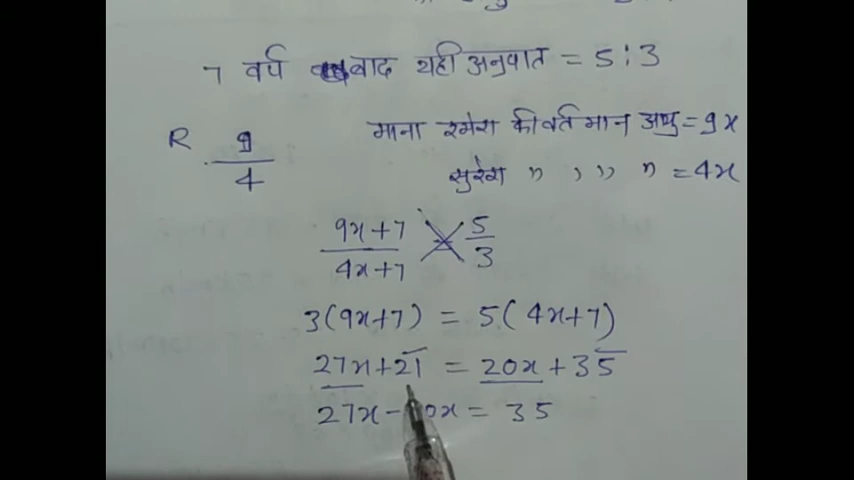 7 वर्ष बाद यही अनुपात = 5:3
R 9/4 माना रमेश की वर्तमान आयु = 9x
सुरेश " " " " = 4x
(9x+7)/(4x+7) = 5/3
3(9x+7) = 5(4x+7)
27x+21 = 20x+35
27x-20x = 35